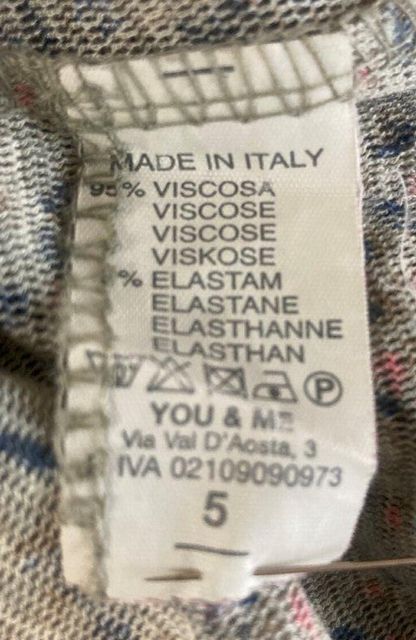 MADE IN ITALY
95% VISCOSA
VISCOSE
VISCOSE
VISKOSE
% ELASTAM
ELASTANE
ELASTHANNE
ELASTHAN
P
YOU & ME
Via Val D'Aosta, 3
IVA 02109090973
5